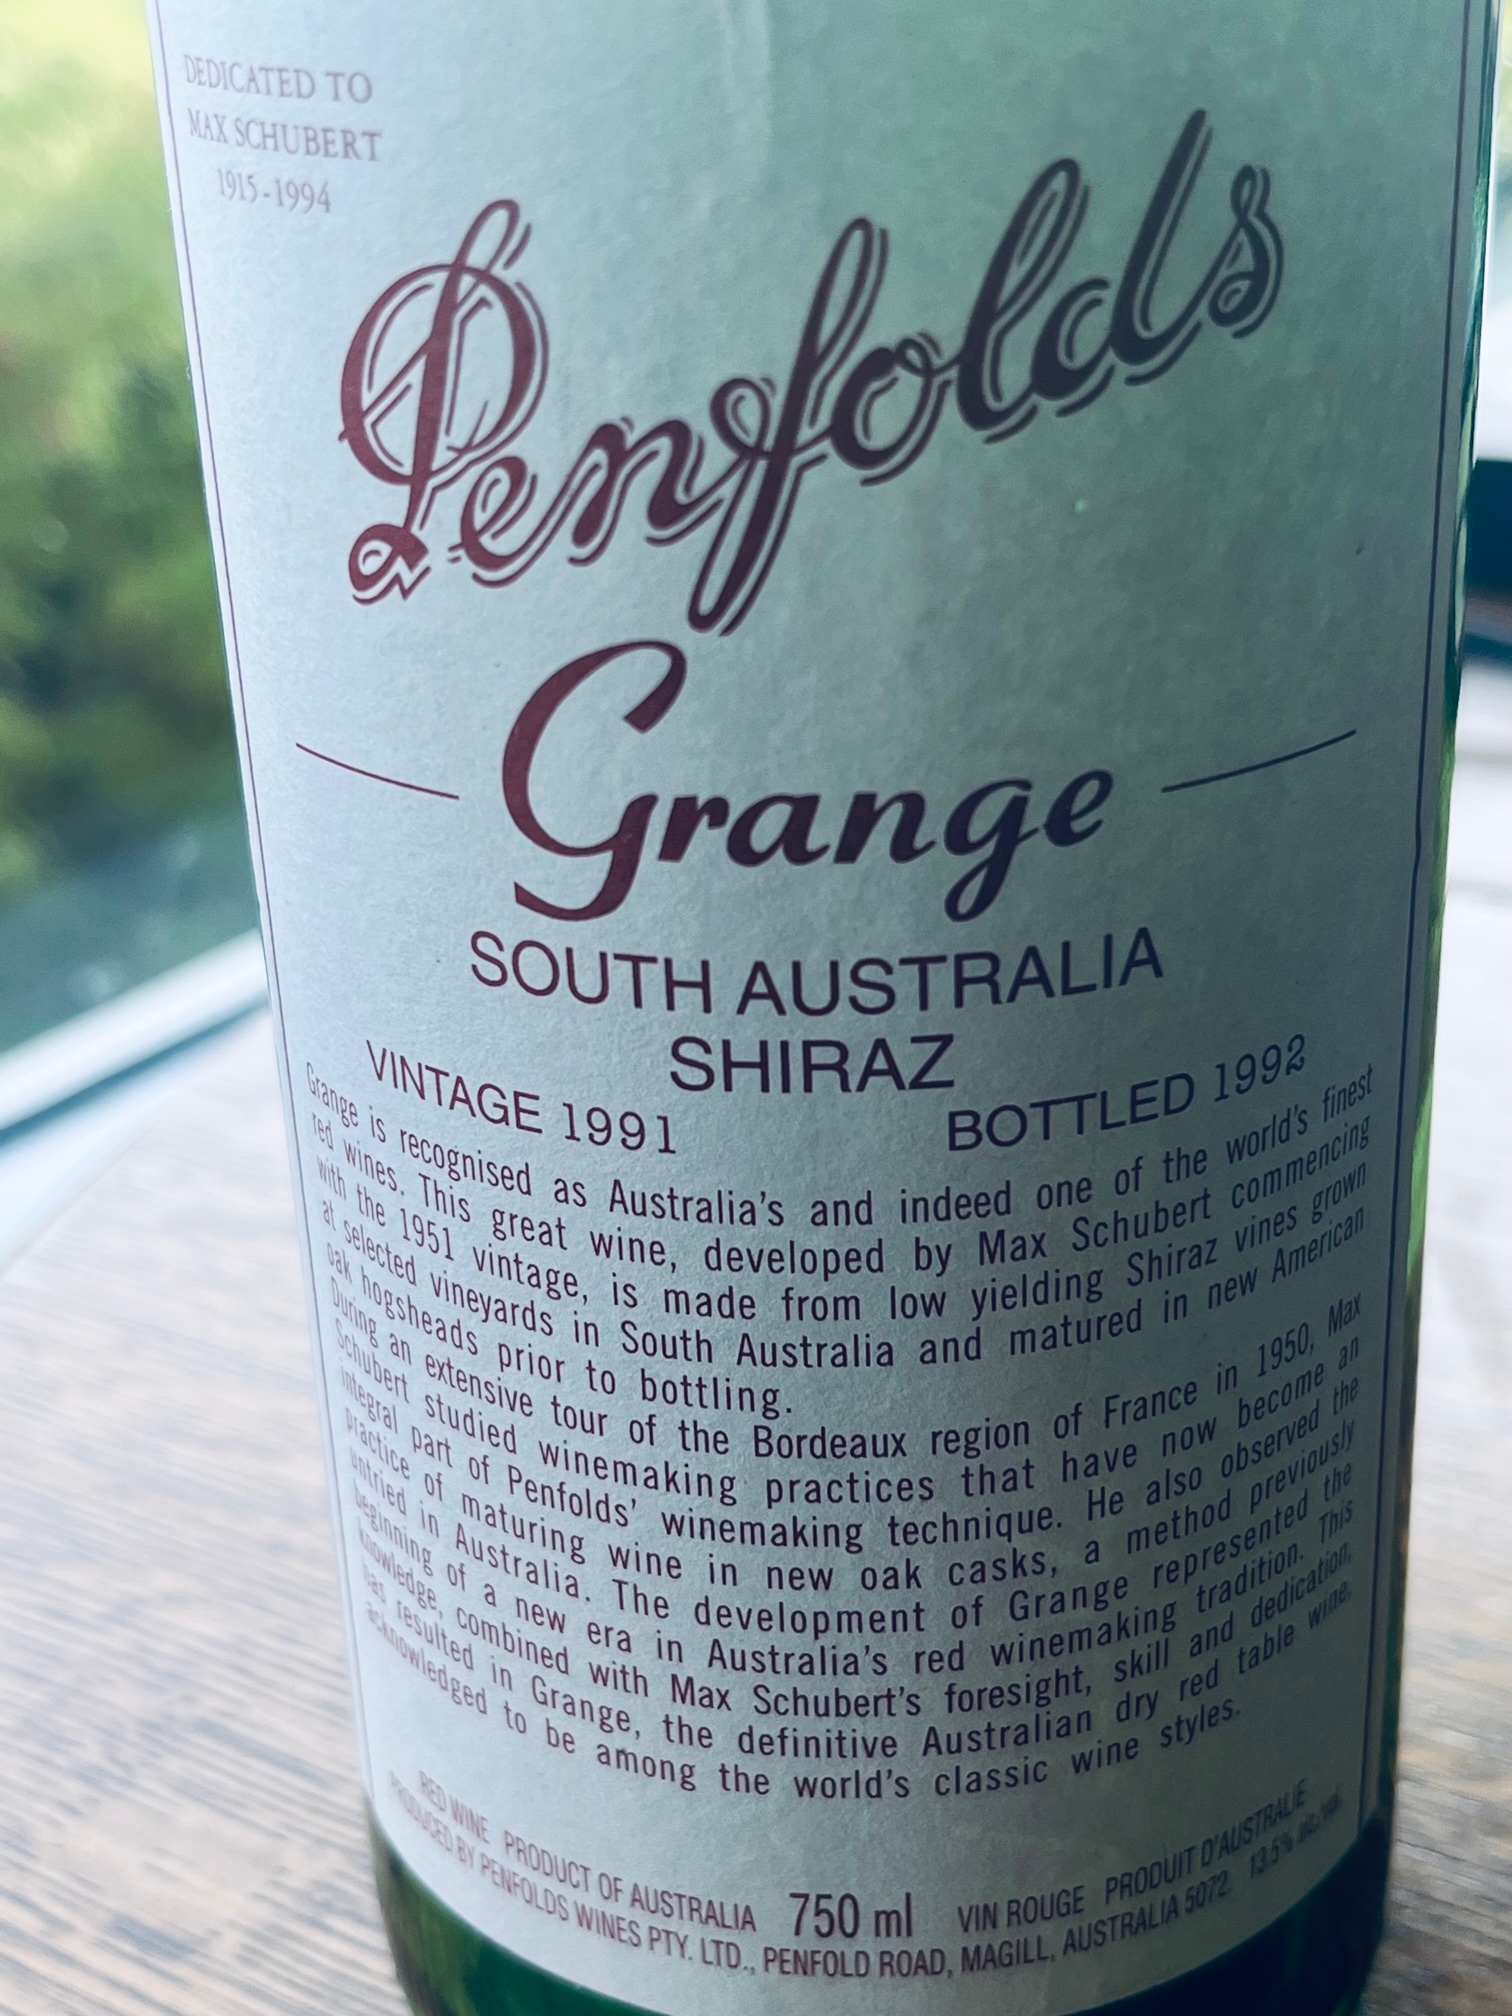 DEDICATED TO
MAX SCHUBERT
1915-1994
Penfolds
Grange
SOUTH AUSTRALIA
SHIRAZ
VINTAGE 1991 BOTTLED 1992
Grange is recognised as Australia's and indeed one of the world's finest
red wines. This great wine, developed by Max Schubert commencing
with the 1951 vintage, is made from low yielding Shiraz vines grown
at selected vineyards in South Australia and matured in new American
oak hogsheads prior to bottling.
During an extensive tour of the Bordeaux region of France in 1950, Max
Schubert studied winemaking practices that have now become an
integral part of Penfolds' winemaking technique. He also observed the
practice of maturing wine in new oak casks, a method previously
untried in Australia. The development of Grange represented the
beginning of a new era in Australia's red winemaking tradition. This
knowledge, combined with Max Schubert's foresight, skill and dedication,
has resulted in Grange, the definitive Australian dry red table wine,
acknowledged to be among the world's classic wine styles.
RED WINE PRODUCT OF AUSTRALIA 750 ml VIN ROUGE PRODUIT D'AUSTRALIE
PRODUCED BY PENFOLDS WINES PTY. LTD., PENFOLD ROAD, MAGILL, AUSTRALIA 5072 13.5% alc./vol.